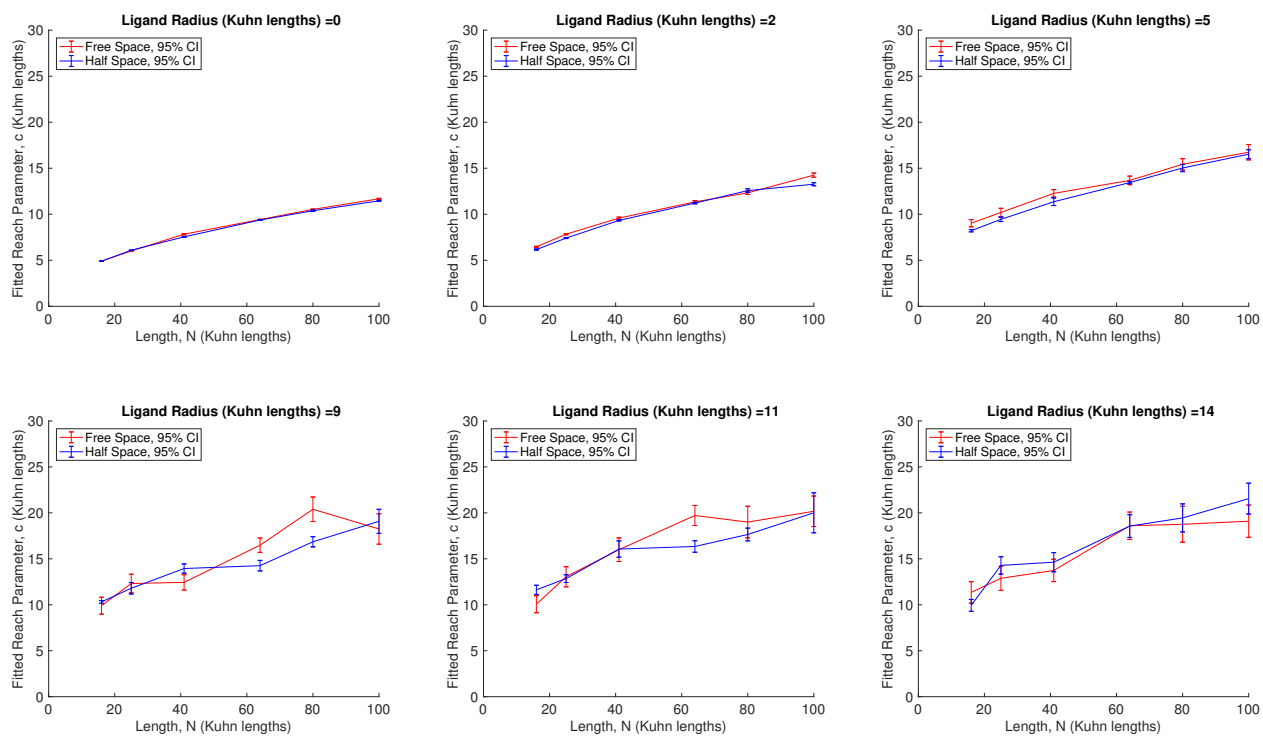 Ligand Radius (Kuhn lengths) =0
30
25
20
15
10
5
0
Fitted Reach Parameter, c (Kuhn lengths)
Free Space, 95% CI
Half Space, 95% CI
0
20
40
60
80
100
Length, N (Kuhn lengths)
Ligand Radius (Kuhn lengths) =2
30
25
20
15
10
5
0
Fitted Reach Parameter, c (Kuhn lengths)
Free Space, 95% CI
Half Space, 95% CI
0
20
40
60
80
100
Length, N (Kuhn lengths)
Ligand Radius (Kuhn lengths) =5
30
25
20
15
10
5
0
Fitted Reach Parameter, c (Kuhn lengths)
Free Space, 95% CI
Half Space, 95% CI
0
20
40
60
80
100
Length, N (Kuhn lengths)
Ligand Radius (Kuhn lengths) =9
30
25
20
15
10
5
0
Fitted Reach Parameter, c (Kuhn lengths)
Free Space, 95% CI
Half Space, 95% CI
0
20
40
60
80
100
Length, N (Kuhn lengths)
Ligand Radius (Kuhn lengths) =11
30
25
20
15
10
5
0
Fitted Reach Parameter, c (Kuhn lengths)
Free Space, 95% CI
Half Space, 95% CI
0
20
40
60
80
100
Length, N (Kuhn lengths)
Ligand Radius (Kuhn lengths) =14
30
25
20
15
10
5
0
Fitted Reach Parameter, c (Kuhn lengths)
Free Space, 95% CI
Half Space, 95% CI
0
20
40
60
80
100
Length, N (Kuhn lengths)